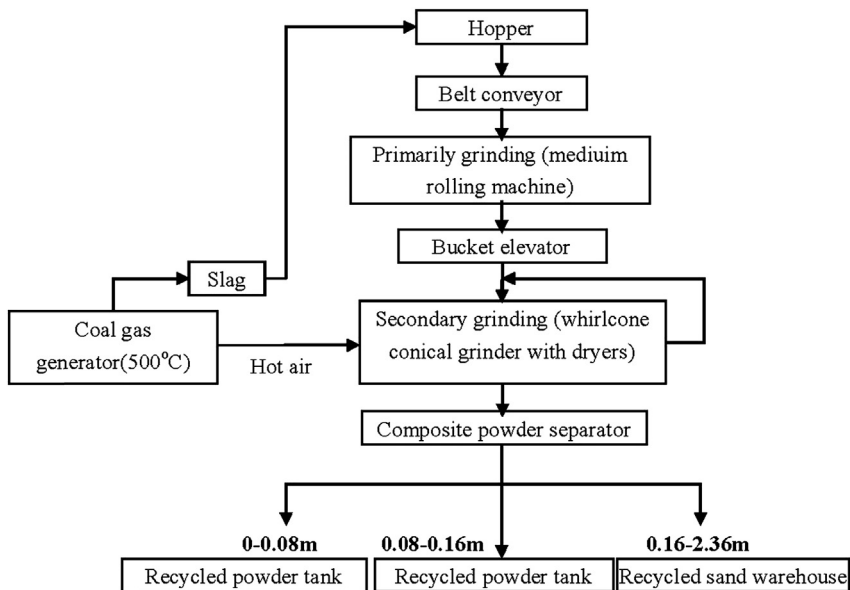 Hopper
Belt conveyor
Primarily grinding (mediuim
rolling machine)
Bucket elevator
Slag
Coal gas
generator(500°C)
Hot air
Secondary grinding (whirlcone
conical grinder with dryers)
Composite powder separator
0-0.08m
0.08-0.16m
0.16-2.36m
Recycled powder tank
Recycled powder tank
Recycled sand warehouse